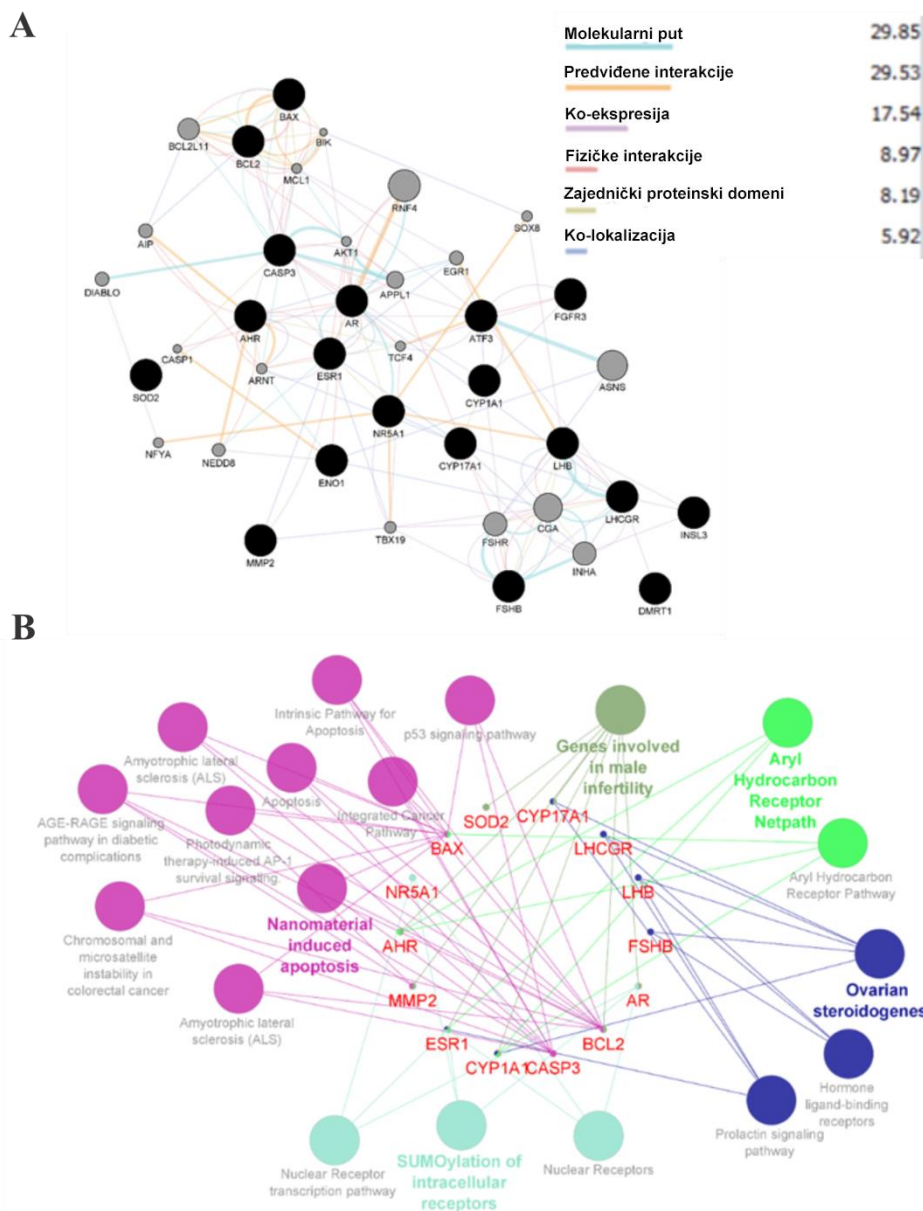 A
Molekularni put 29.85
Predviđene interakcije 29.53
Ko-ekspresija 17.54
Fizičke interakcije 8.97
Zajednički proteinski domeni 8.19
Ko-lokalizacija 5.92
BAX
BCL2L11
BCL2
BIK
MCL1
RNF4
SOX8
AIP
CASP3
AKT1
EGR1
DIABLO
APPL1
AR
FGFR3
AHR
ATF3
CASP1
ARNT
ESR1
TCF4
ASNS
SOD2
CYP1A1
NR5A1
NFYA
NEDD8
ENO1
CYP17A1
LHB
MMP2
TBX19
FSHR
CGA
LHCGR
INSL3
INHA
FSHB
DMRT1
B
Intrinsic Pathway for
Apoptosis
p53 signaling pathway
Genes involved
in male
infertility
Amyotrophic lateral
sclerosis (ALS)
Apoptosis
Integrated Cancer
Pathway
Aryl
Hydrocarbon
Receptor
Netpath
AGE-RAGE signaling
pathway in diabetic
complications
Photodynamic
therapy-induced AP-1
survival signaling.
SOD2
CYP17A1
BAX
LHCGR
Aryl Hydrocarbon
Receptor Pathway
NR5A1
LHB
Chromosomal and
microsatellite
instability in
colorectal cancer
Nanomaterial
induced
apoptosis
AHR
FSHB
MMP2
AR
Ovarian
steroidogenes
Amyotrophic lateral
sclerosis (ALS)
ESR1
BCL2
CYP1A1
CASP3
Hormone
ligand-binding
receptors
Prolactin signaling
pathway
Nuclear Receptor
transcription pathway
SUMOylation of
intracellular
receptors
Nuclear Receptors